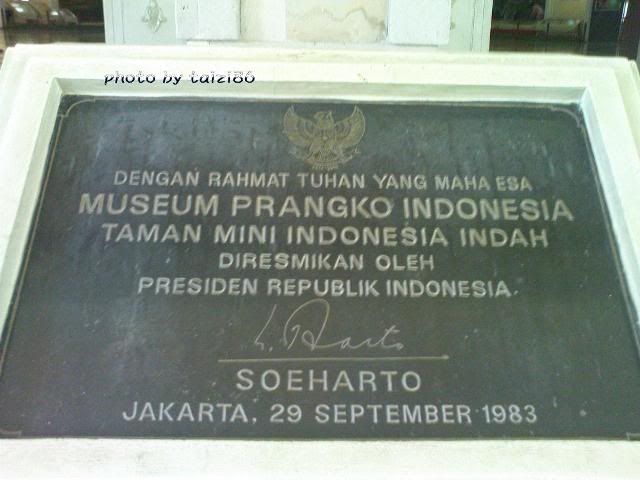 photo by taizi86
DENGAN RAHMAT TUHAN YANG MAHA ESA
MUSEUM PRANGKO INDONESIA
TAMAN MINI INDONESIA INDAH
DIRESMIKAN OLEH
PRESIDEN REPUBLIK INDONESIA
SOEHARTO
JAKARTA, 29 SEPTEMBER 1983